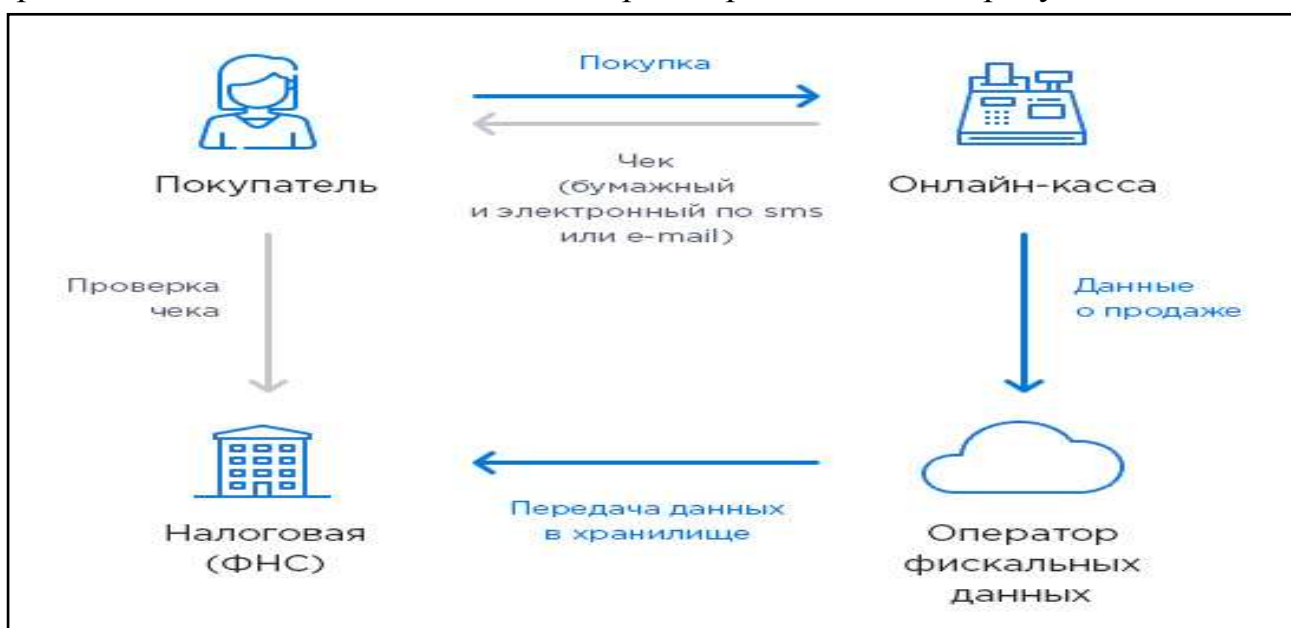 Покупка
Чек
(бумажный
и электронный по sms
или e-mail)
Покупатель
Онлайн-касса
Проверка
чека
Данные
о продаже
Передача данных
в хранилище
Налоговая
(ФНС)
Оператор
фискальных
данных